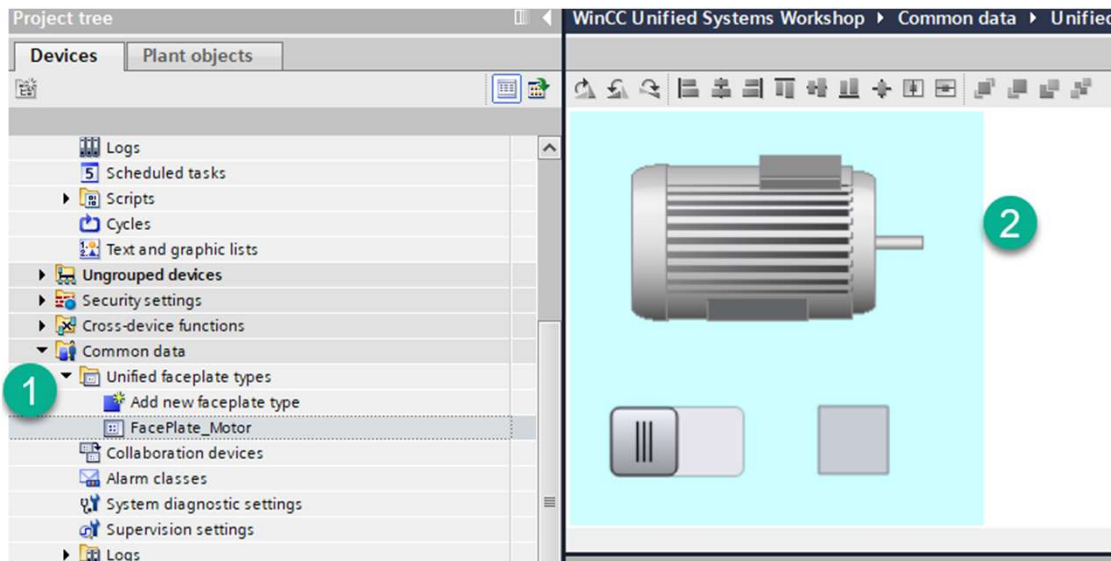 Project tree
WinCC Unified Systems Workshop ▸ Common data ▸ Unified
Devices
Plant objects
Logs
Scheduled tasks
Scripts
Cycles
Text and graphic lists
Ungrouped devices
Security settings
Cross-device functions
Common data
1
Unified faceplate types
Add new faceplate type
FacePlate_Motor
Collaboration devices
Alarm classes
System diagnostic settings
Supervision settings
Logs
2